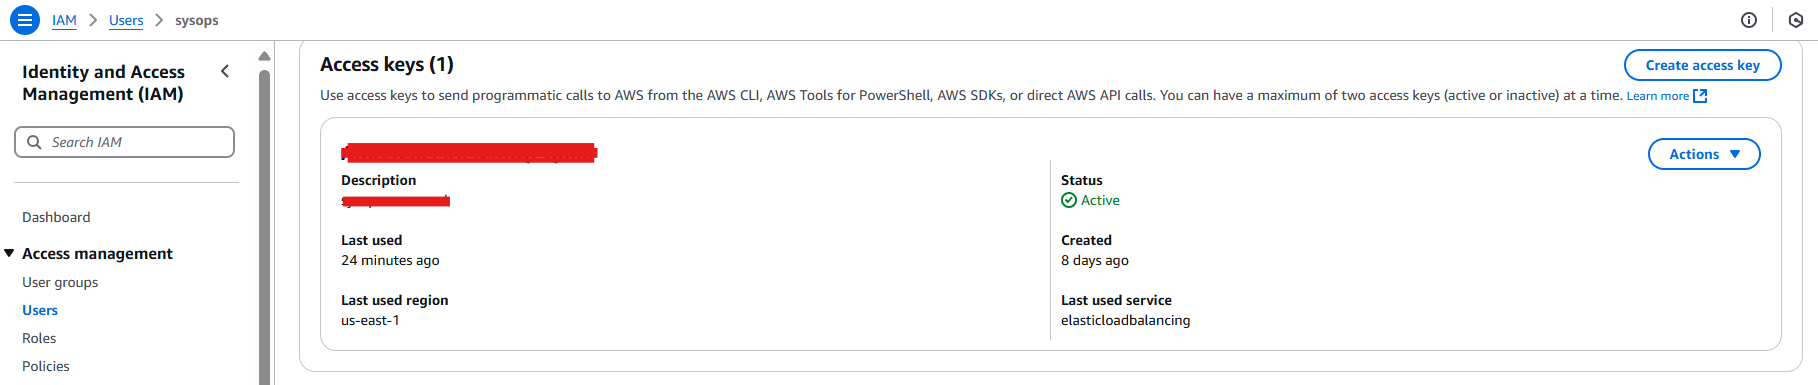 IAM > Users > sysops
Identity and Access
Management (IAM)
Search IAM
Dashboard
Access management
User groups
Users
Roles
Policies
Access keys (1)
Create access key
Use access keys to send programmatic calls to AWS from the AWS CLI, AWS Tools for PowerShell, AWS SDKs, or direct AWS API calls. You can have a maximum of two access keys (active or inactive) at a time. Learn more
Actions
Description
Status
Active
Last used
24 minutes ago
Created
8 days ago
Last used region
us-east-1
Last used service
elasticloadbalancing